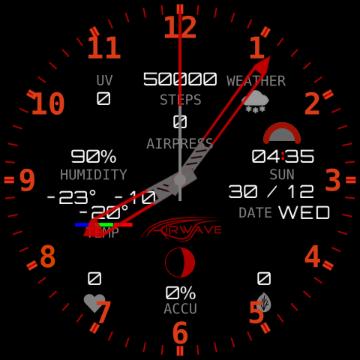 12
11
1
UV
50000
WEATHER
0
STEPS
10
2
0
AIRPRESS
90%
04:35
HUMIDITY
SUN
9
3
-23° -10
30 / 12
-20°
DATE WED
TEMP
AIRWAVE
8
4
0
0
0%
7
ACCU
5
6